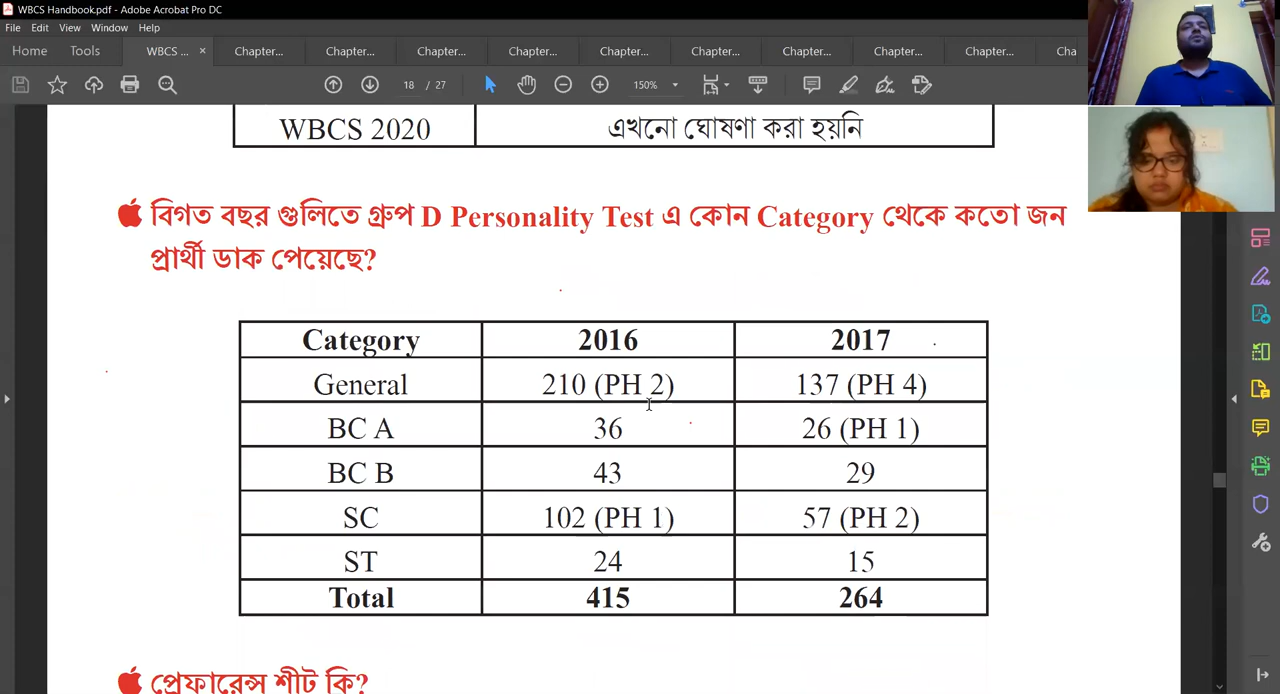 WBCS Handbook.pdf - Adobe Acrobat Pro DC
File Edit View Window Help
Home Tools WBCS ... × Chapter... Chapter... Chapter... Chapter... Chapter... Chapter... Chapter... Chapter... Chapter... Cha
18 / 27 150%
WBCS 2020 এখনো ঘোষণা করা হয়নি
বিগত বছর গুলিতে গ্রুপ D Personality Test এ কোন Category থেকে কতো জন
প্রার্থী ডাক পেয়েছে?
Category 2016 2017
General 210 (PH 2) 137 (PH 4)
BC A 36 26 (PH 1)
BC B 43 29
SC 102 (PH 1) 57 (PH 2)
ST 24 15
Total 415 264
প্রেফারেন্স শীট কি?